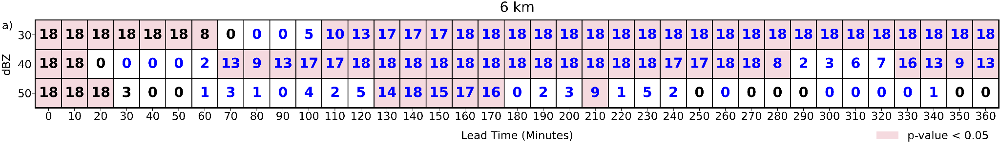 6 km
a)
30 18 18 18 18 18 18 8 0 0 0 5 10 13 17 17 17 18 18 18 18 18 18 18 18 18 18 18 18 18 18 18 18 18 18 18 18 18
dBZ
40 18 18 0 0 0 0 2 13 9 13 17 17 18 18 18 18 18 18 18 18 18 18 18 18 17 17 18 18 8 2 3 6 7 16 13 9 13
50 18 18 18 3 0 0 1 3 1 0 4 2 5 14 18 15 17 16 0 2 3 9 1 5 2 0 0 0 0 0 0 0 0 0 1 0 0
0 10 20 30 40 50 60 70 80 90 100 110 120 130 140 150 160 170 180 190 200 210 220 230 240 250 260 270 280 290 300 310 320 330 340 350 360
Lead Time (Minutes)
p-value < 0.05